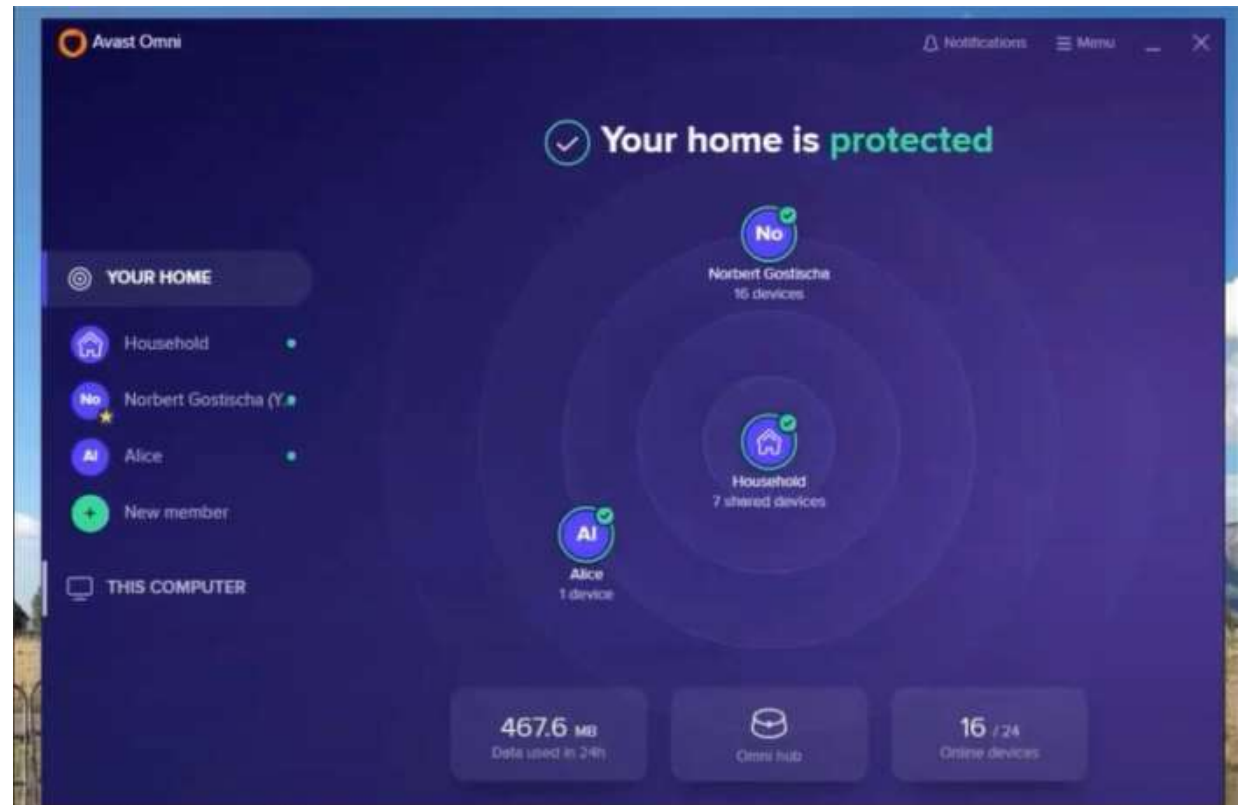 Avast Omni
Notifications
Menu
Your home is protected
YOUR HOME
Household
No
Norbert Gostischa (Y..
Al
Alice
New member
THIS COMPUTER
No
Norbert Gostischa
16 devices
Household
7 shared devices
Al
Alice
1 device
467.6 MB
Data used in 24h
Omni hub
16 / 24
Online devices